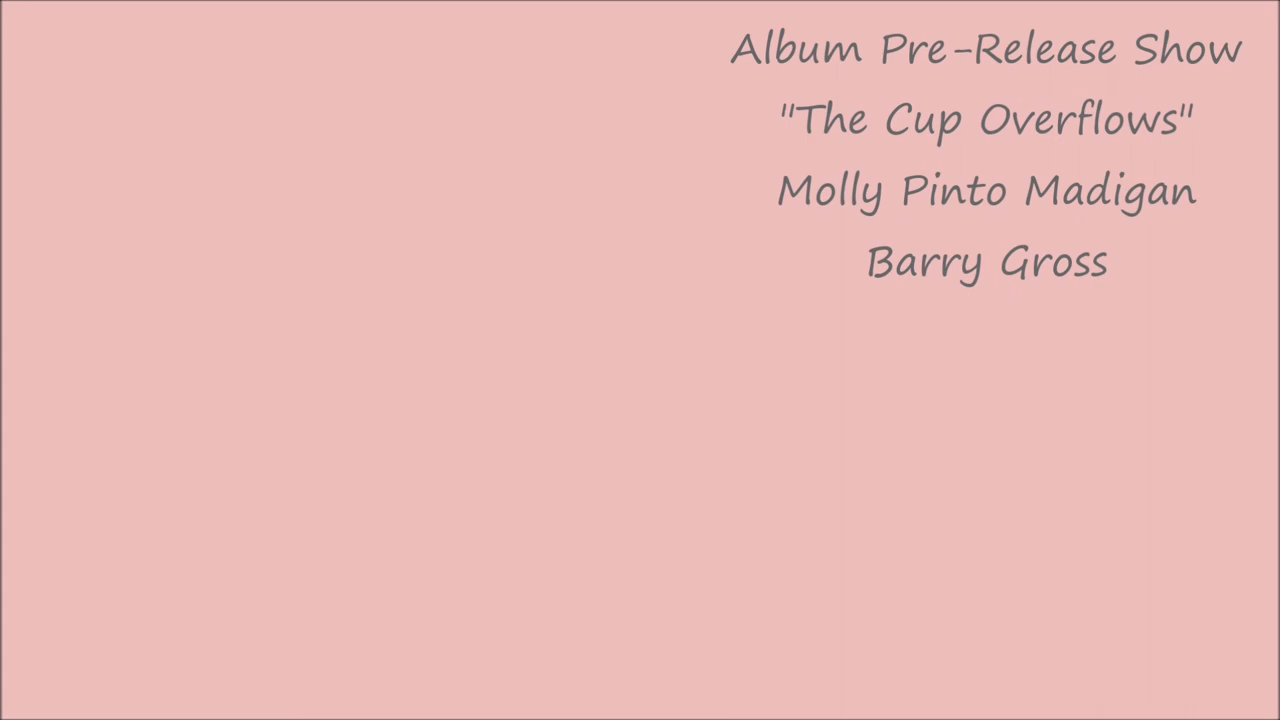 Album Pre-Release Show
"The Cup Overflows"
Molly Pinto Madigan
Barry Gross